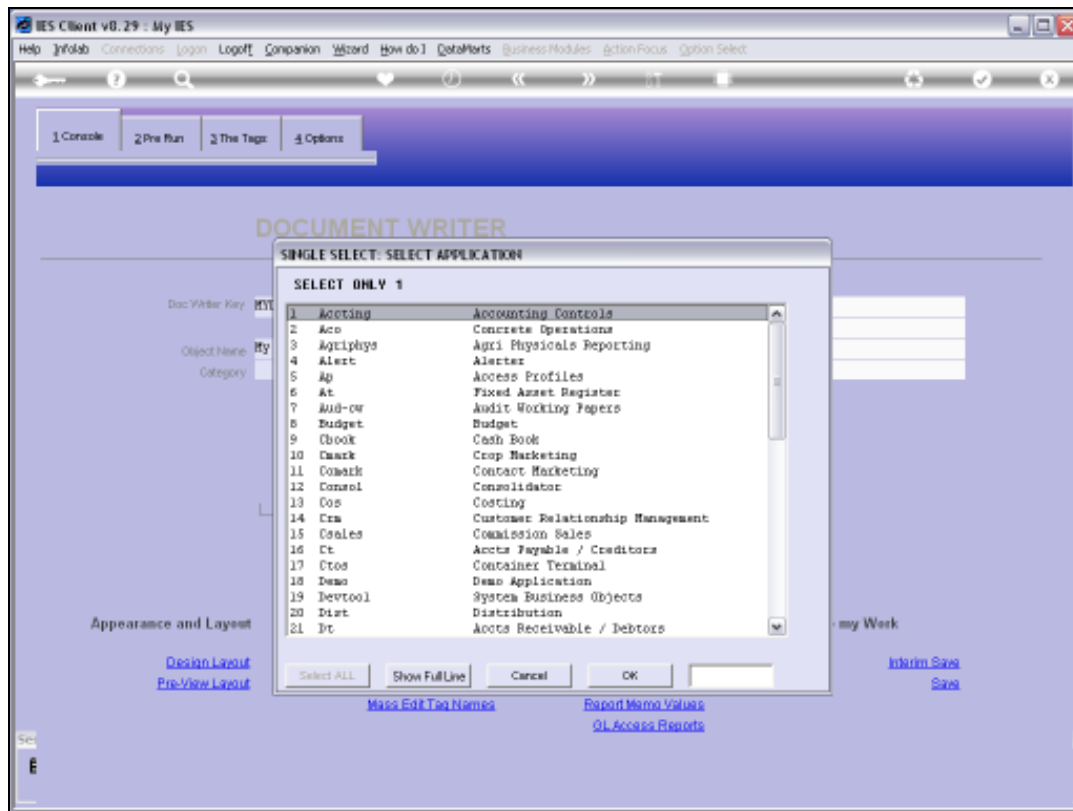 IES Client v8.29 : My IES
Help Infolab Connections Logon Logoff Companion Wizard How do I DataMarts Business Modules Action Focus Option Select
1 Console 2 Pre Run 3 The Tags 4 Options
DOCUMENT WRITER
SINGLE SELECT: SELECT APPLICATION
SELECT ONLY 1
Doc Writer Key
Object Name My
Category
1 Accting Accounting Controls
2 Aco Concrete Operations
3 Agriphys Agri Physicals Reporting
4 Alert Alerter
5 Ap Access Profiles
6 At Fixed Asset Register
7 Aud-cw Audit Working Papers
8 Budget Budget
9 Cbook Cash Book
10 Cmark Crop Marketing
11 Comark Contact Marketing
12 Consol Consolidator
13 Cos Costing
14 Crm Customer Relationship Management
15 Csales Commission Sales
16 Ct Accts Payable / Creditors
17 Ctos Container Terminal
18 Demo Demo Application
19 Devtool System Business Objects
20 Dist Distribution
21 Dt Accts Receivable / Debtors
Select ALL Show Full Line Cancel OK
Appearance and Layout my Work
Design Layout Interim Save
Pre-View Layout Save
Mass Edit Tag Names Report Memo Values
GL Access Reports